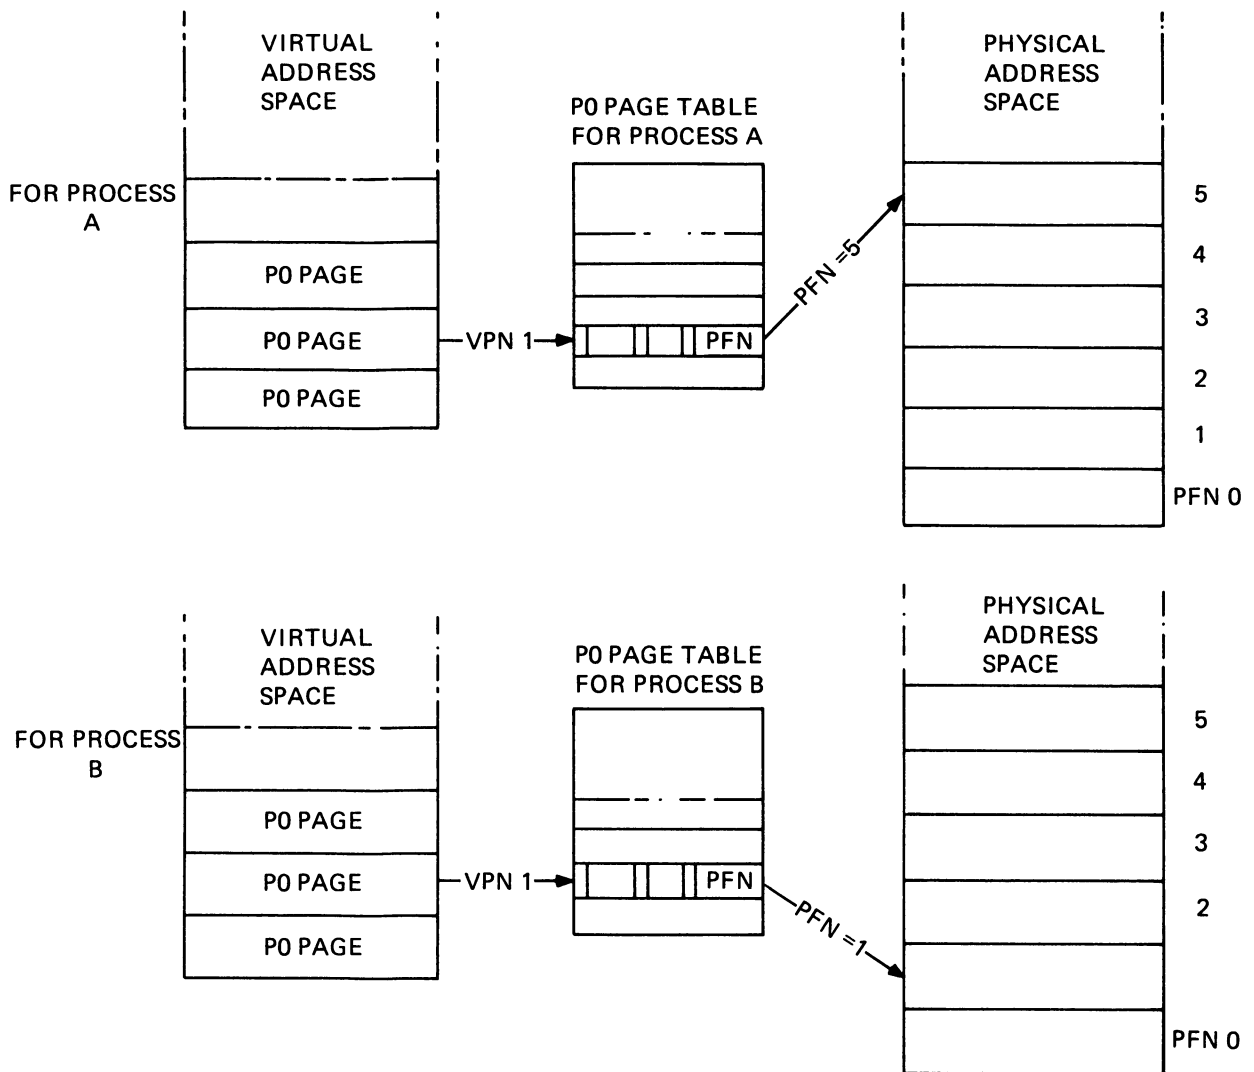 VIRTUAL
ADDRESS
SPACE
P0 PAGE TABLE
FOR PROCESS A
PHYSICAL
ADDRESS
SPACE
FOR PROCESS
A
P0 PAGE
P0 PAGE
P0 PAGE
VPN 1
PFN
PFN =5
5
4
3
2
1
PFN 0
VIRTUAL
ADDRESS
SPACE
P0 PAGE TABLE
FOR PROCESS B
PHYSICAL
ADDRESS
SPACE
FOR PROCESS
B
P0 PAGE
P0 PAGE
P0 PAGE
VPN 1
PFN
PFN =1
5
4
3
2
PFN 0